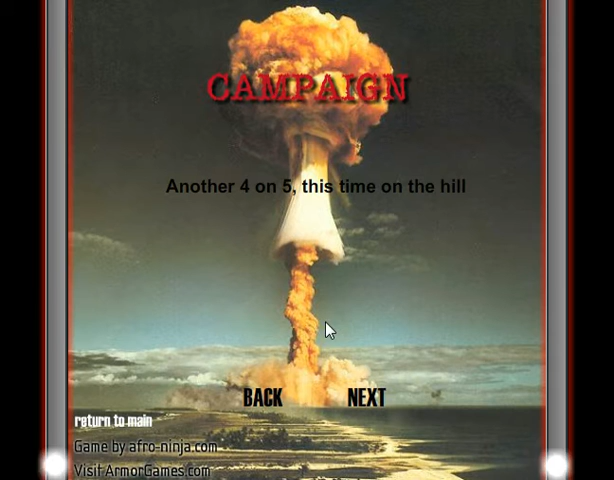 CAMPAIGN
Another 4 on 5, this time on the hill
BACK NEXT
return to main
Game by afro-ninja.com
Visit ArmorGames.com